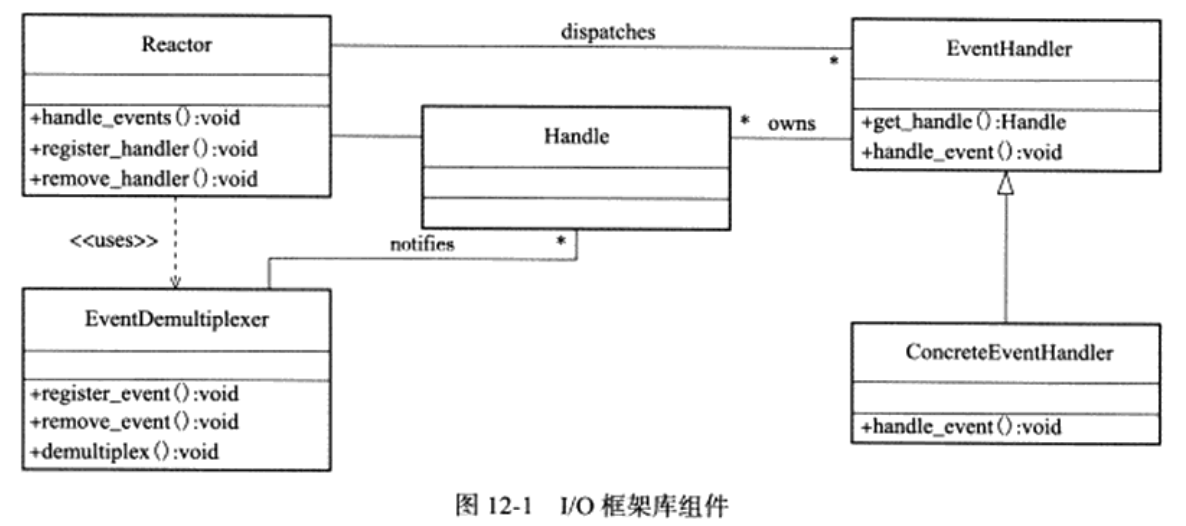 Reactor
+handle_events():void
+register_handler():void
+remove_handler():void
dispatches
*
EventHandler
+get_handle():Handle
+handle_event():void
Handle
* owns
<<uses>>
notifies
*
EventDemultiplexer
+register_event():void
+remove_event():void
+demultiplex():void
ConcreteEventHandler
+handle_event():void
图 12-1 I/O 框架库组件